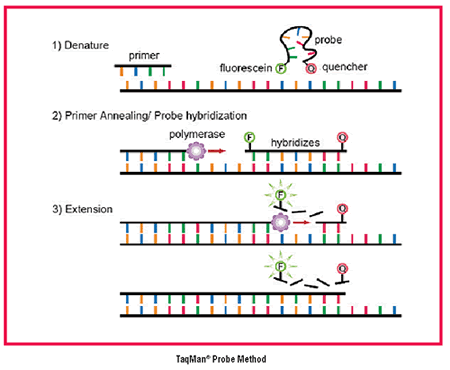 1) Denature
primer
probe
fluorescein F Q quencher
2) Primer Annealing/ Probe hybridization
polymerase
F hybridizes Q
3) Extension
F
Q
F
Q
TaqMan® Probe Method